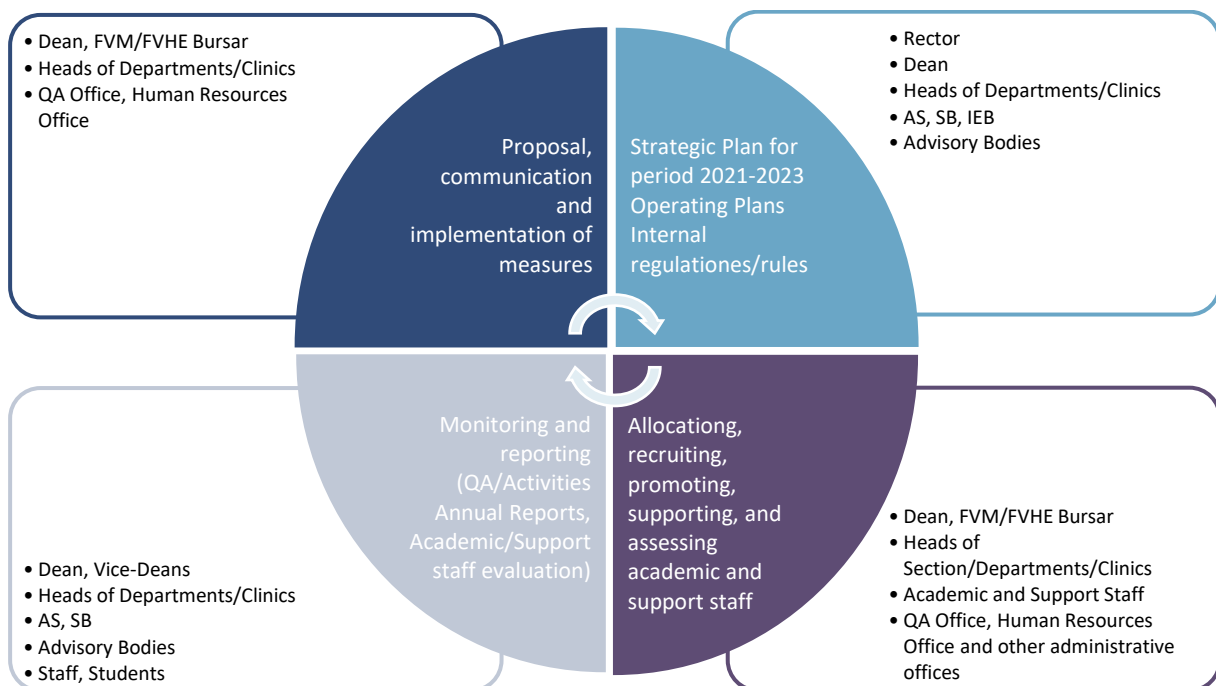 • Dean, FVM/FVHE Bursar
• Heads of Departments/Clinics
• QA Office, Human Resources
Office
Proposal,
communication
and
implementation of
measures
Strategic Plan for
period 2021-2023
Operating Plans
Internal
regulationes/rules
• Rector
• Dean
• Heads of Departments/Clinics
• AS, SB, IEB
• Advisory Bodies
• Dean, Vice-Deans
• Heads of Departments/Clinics
• AS, SB
• Advisory Bodies
• Staff, Students
Monitoring and
reporting
(QA/Activities
Annual Reports,
Academic/Support
staff evaluation)
Allocationg,
recruiting,
promoting,
supporting, and
assessing
academic and
support staff
• Dean, FVM/FVHE Bursar
• Heads of
Section/Departments/Clinics
• Academic and Support Staff
• QA Office, Human Resources
Office and other administrative
offices